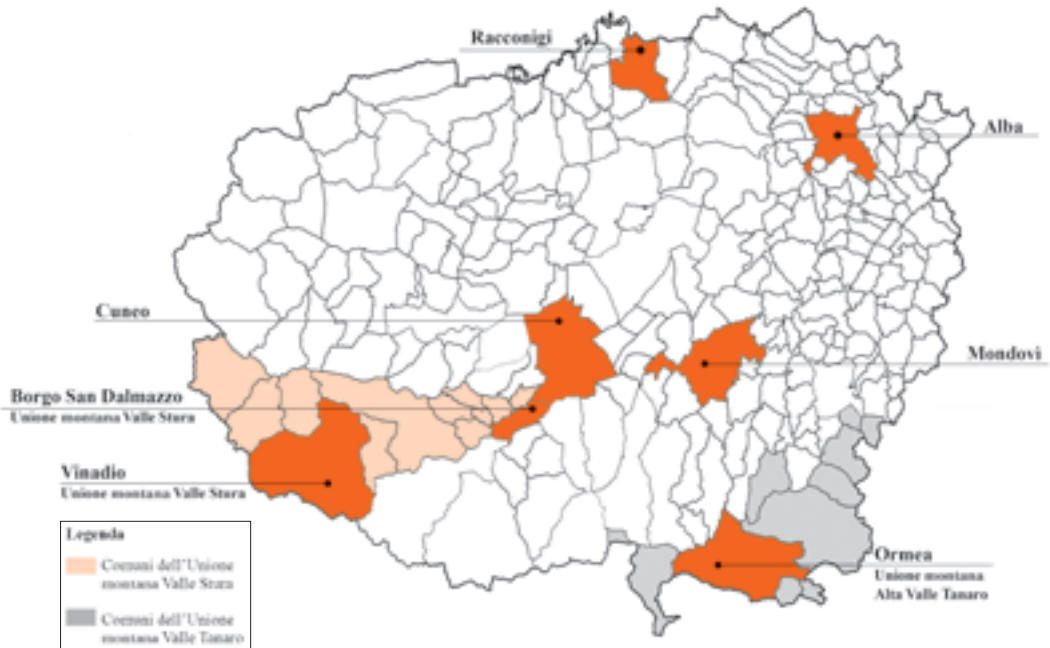 Racconigi
Alba
Cuneo
Mondovì
Borgo San Dalmazzo
Unione montana Valle Stura
Vinadio
Unione montana Valle Stura
Legenda
Comuni dell'Unione
montana Valle Stura
Comuni dell'Unione
montana Valle Tanaro
Ormea
Unione montana
Alta Valle Tanaro